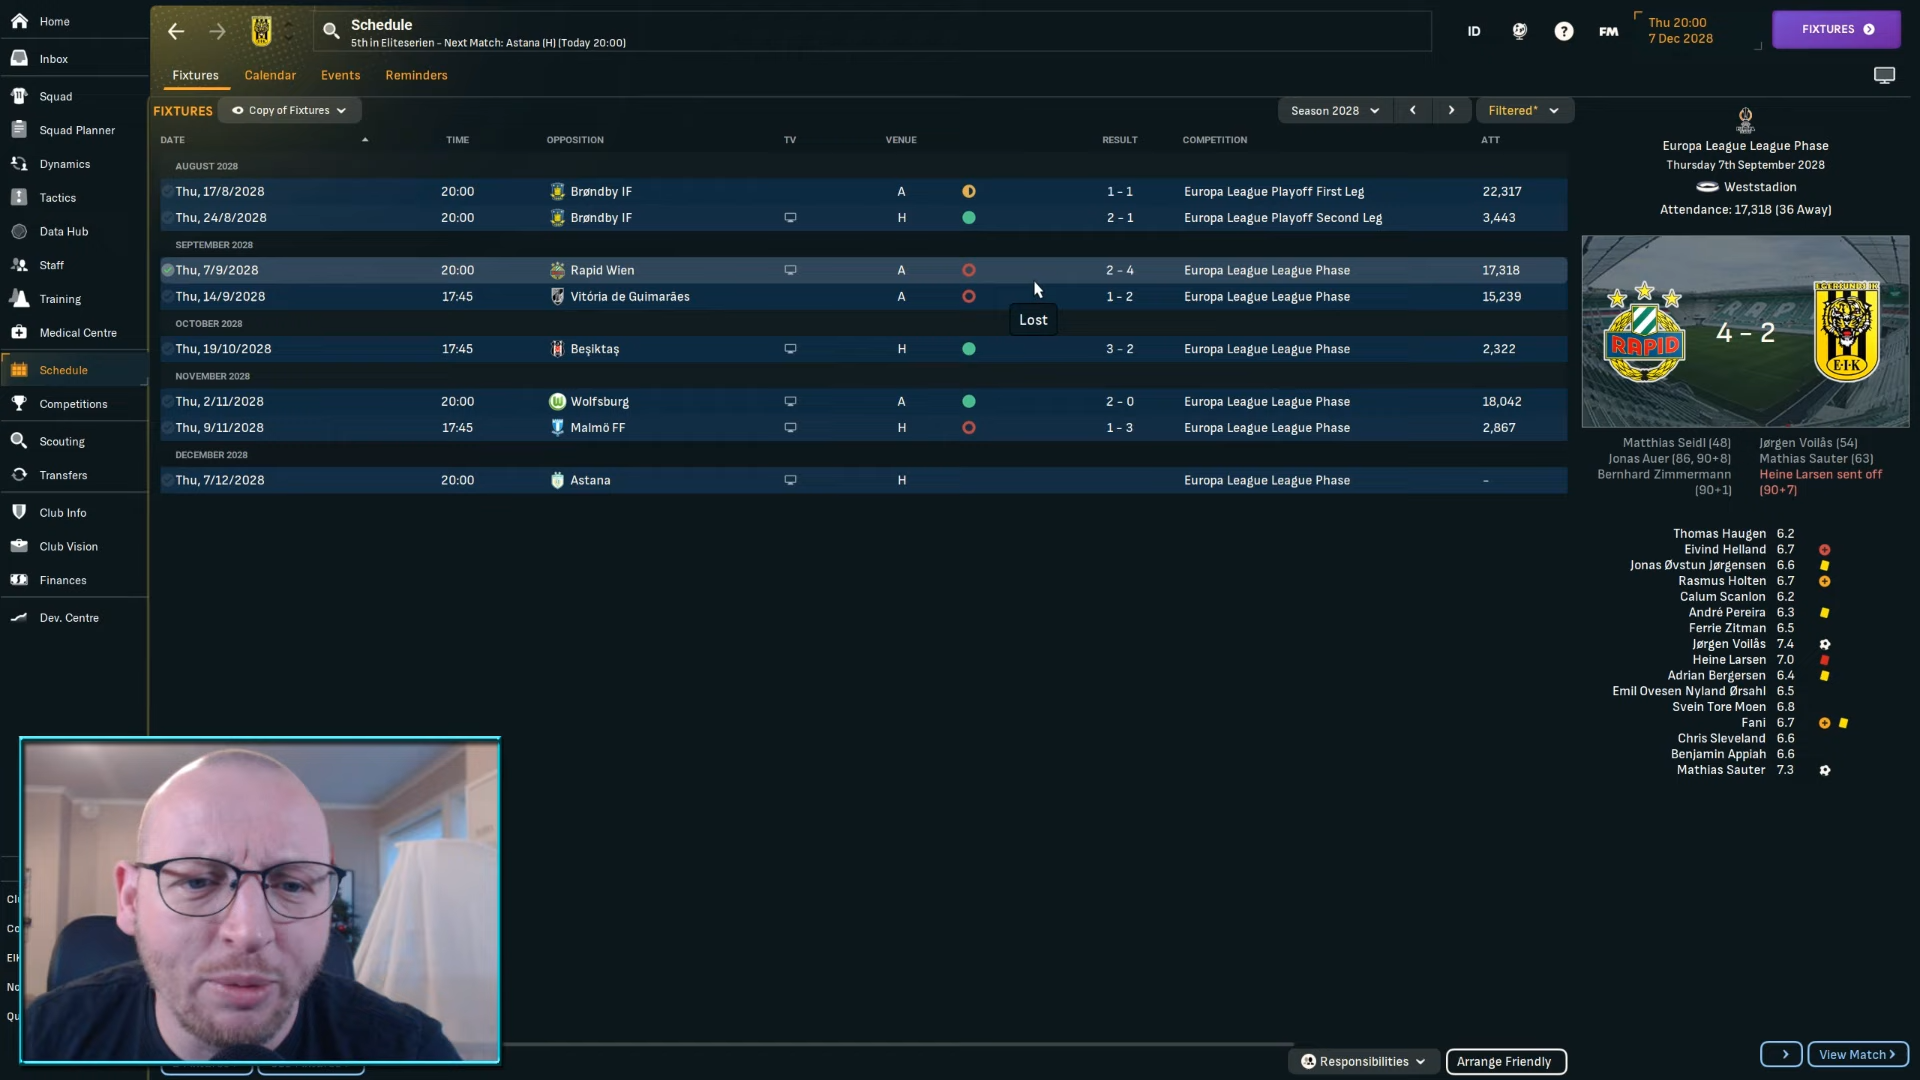 Home
Inbox
Squad
Squad Planner
Dynamics
Tactics
Data Hub
Staff
Training
Medical Centre
Schedule
Competitions
Scouting
Transfers
Club Info
Club Vision
Finances
Dev. Centre
Schedule
5th in Eliteserien - Next Match: Astana (H) (Today 20:00)
ID
?
FM
Thu 20:00
7 Dec 2028
FIXTURES
Fixtures Calendar Events Reminders
FIXTURES Copy of Fixtures
Season 2028
Filtered*
DATE TIME OPPOSITION TV VENUE RESULT COMPETITION ATT
AUGUST 2028
Thu, 17/8/2028 20:00 Brøndby IF A 1 - 1 Europa League Playoff First Leg 22,317
Thu, 24/8/2028 20:00 Brøndby IF H 2 - 1 Europa League Playoff Second Leg 3,443
SEPTEMBER 2028
Thu, 7/9/2028 20:00 Rapid Wien A 2 - 4 Europa League League Phase 17,318
Thu, 14/9/2028 17:45 Vitória de Guimarães A 1 - 2 Europa League League Phase 15,239
Lost
OCTOBER 2028
Thu, 19/10/2028 17:45 Beşiktaş H 3 - 2 Europa League League Phase 2,322
NOVEMBER 2028
Thu, 2/11/2028 20:00 Wolfsburg A 2 - 0 Europa League League Phase 18,042
Thu, 9/11/2028 17:45 Malmö FF H 1 - 3 Europa League League Phase 2,867
DECEMBER 2028
Thu, 7/12/2028 20:00 Astana H Europa League League Phase -
Europa League League Phase
Thursday 7th September 2028
Weststadion
Attendance: 17,318 (36 Away)
RAPID
4 - 2
E·I·K
Matthias Seidl (48)
Jonas Auer (86, 90+8)
Bernhard Zimmermann
(90+1)
Jørgen Voilås (54)
Mathias Sauter (63)
Heine Larsen sent off
(90+7)
Thomas Haugen 6.2
Eivind Helland 6.7
Jonas Øvstun Jørgensen 6.6
Rasmus Holten 6.7
Calum Scanlon 6.2
André Pereira 6.3
Ferrie Zitman 6.5
Jørgen Voilås 7.4
Heine Larsen 7.0
Adrian Bergersen 6.4
Emil Ovesen Nyland Ørsahl 6.5
Svein Tore Moen 6.8
Fani 6.7
Chris Sleveland 6.6
Benjamin Appiah 6.6
Mathias Sauter 7.3
Responsibilities
Arrange Friendly
View Match